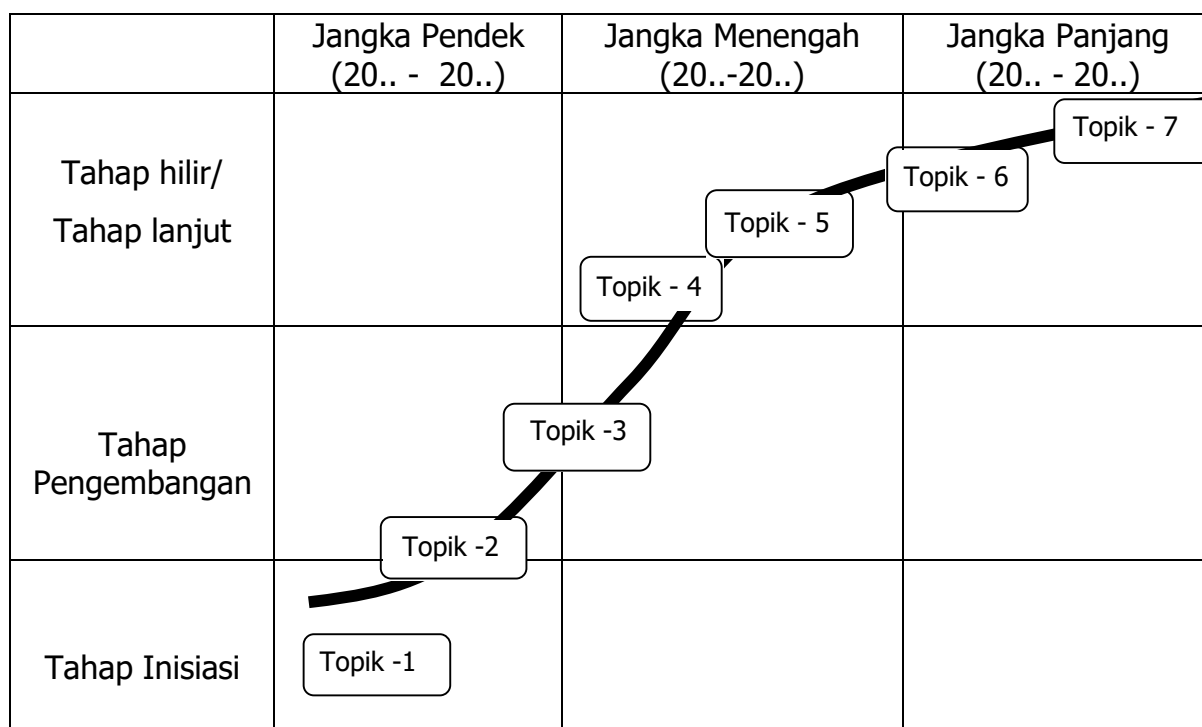 Jangka Pendek
(20.. - 20..)
Jangka Menengah
(20..-20..)
Jangka Panjang
(20.. - 20..)
Tahap hilir/
Tahap lanjut
Topik - 7
Topik - 6
Topik - 5
Topik - 4
Tahap
Pengembangan
Topik -3
Topik -2
Tahap Inisiasi
Topik -1